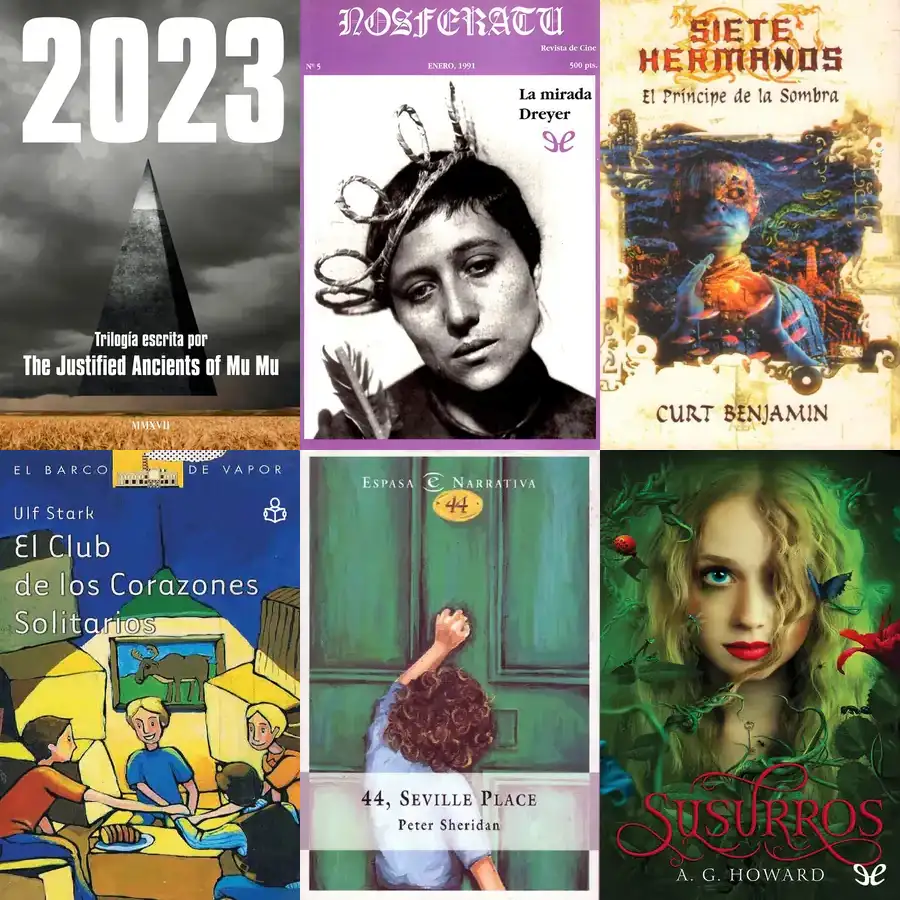 2023
Trilogía escrita por
The Justified Ancients of Mu Mu
MMXVII
NOSFERATU
Revista de Cine
Nº 5
ENERO, 1991
500 pts.
La mirada
Dreyer
SIETE
HERMANOS
El Príncipe de la Sombra
CURT BENJAMIN
EL BARCO DE VAPOR
Ulf Stark
El Club
de los Corazones
Solitarios
ESPASA NARRATIVA
44
44, SEVILLE PLACE
Peter Sheridan
SUSURROS
A. G. HOWARD